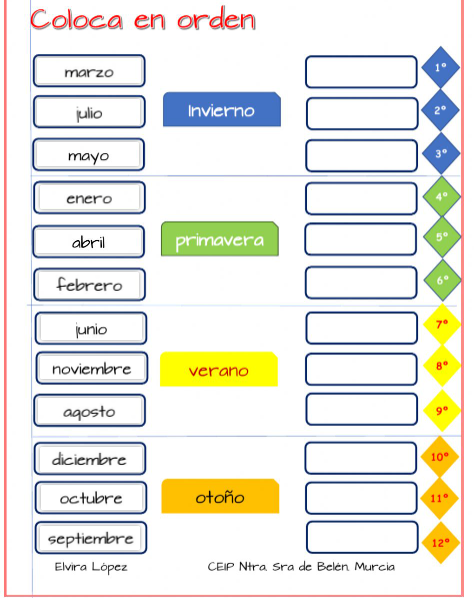 Coloca en orden
marzo 1º
julio Invierno 2º
mayo 3º
enero 4º
abril primavera 5º
febrero 6º
junio 7º
noviembre verano 8º
agosto 9º
diciembre 10º
octubre otoño 11º
septiembre 12º
Elvira López CEIP Ntra, Sra de Belén. Murcia